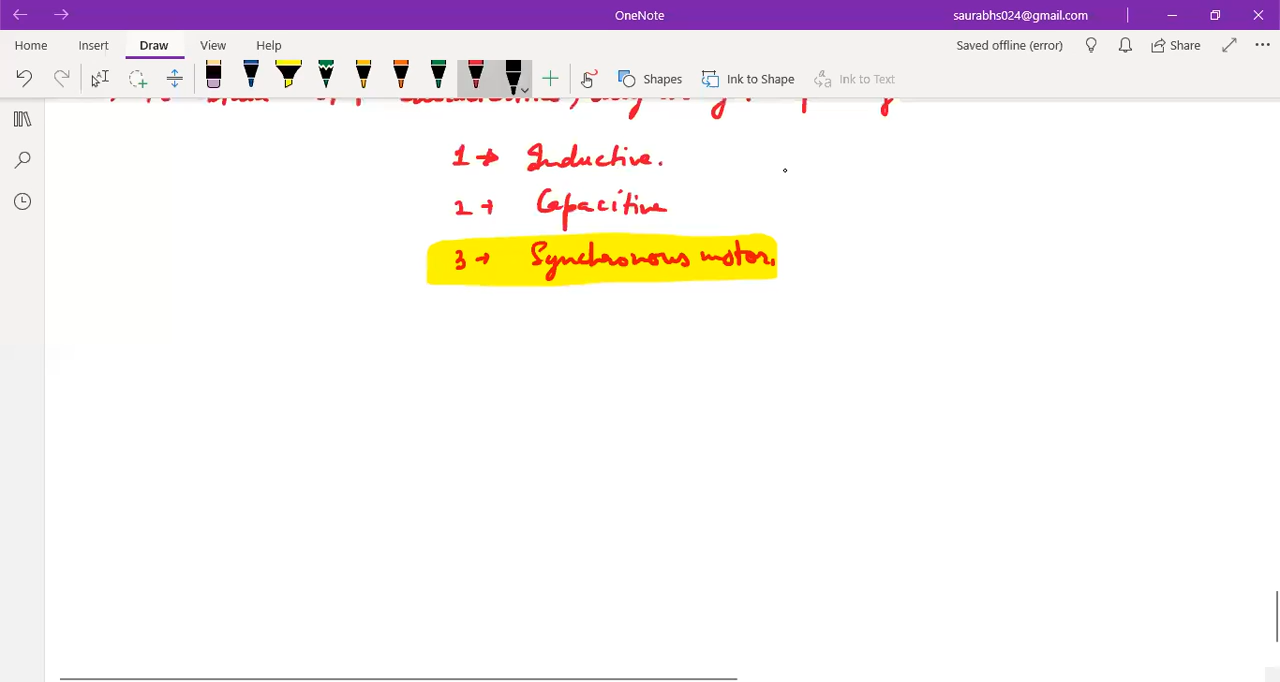 OneNote
saurabhs024@gmail.com
Home Insert Draw View Help
Saved offline (error) Share
Shapes Ink to Shape Ink to Text
1 → Inductive.
2 → Capacitive
3 → Synchronous motor.